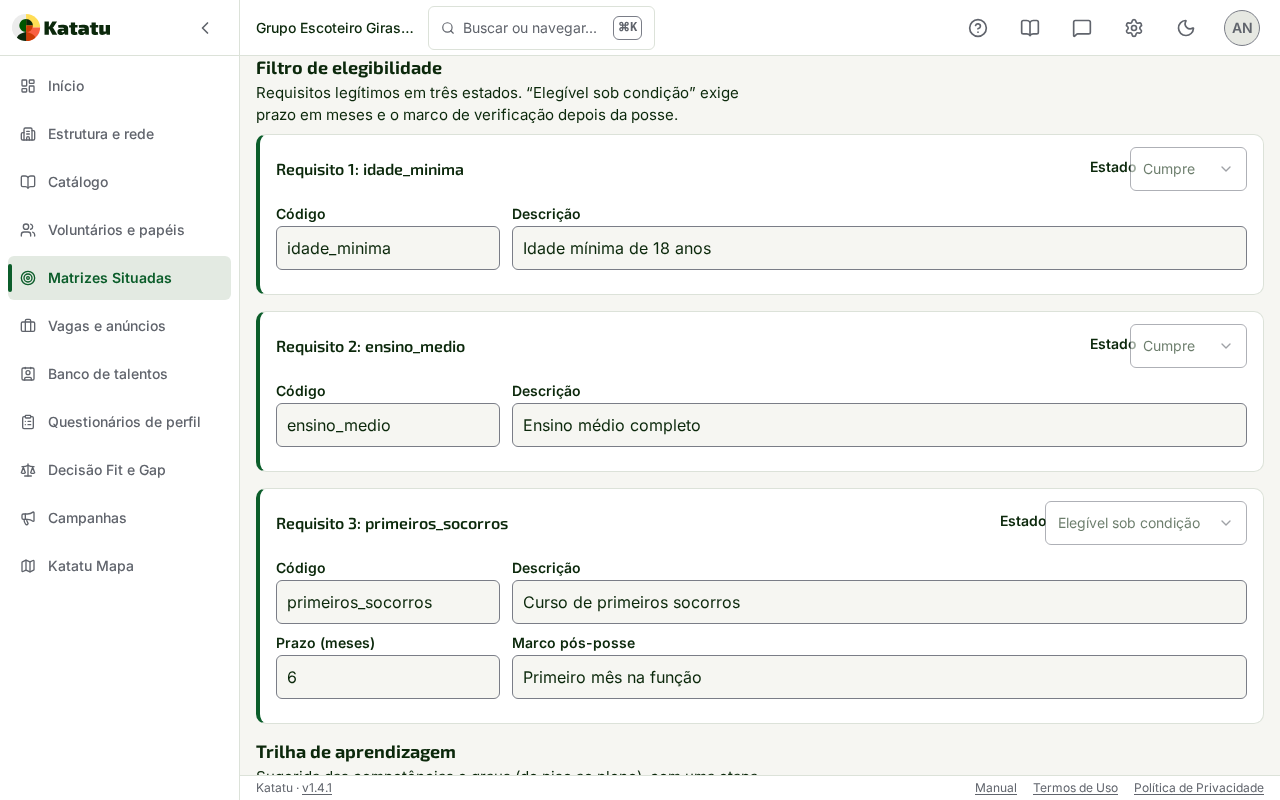 Katatu
Grupo Escoteiro Giras...
Buscar ou navegar...
⌘K
AN
Início
Estrutura e rede
Catálogo
Voluntários e papéis
Matrizes Situadas
Vagas e anúncios
Banco de talentos
Questionários de perfil
Decisão Fit e Gap
Campanhas
Katatu Mapa
Filtro de elegibilidade
Requisitos legítimos em três estados. “Elegível sob condição” exige
prazo em meses e o marco de verificação depois da posse.
Requisito 1: idade_minima
Estado
Cumpre
Código
Descrição
idade_minima
Idade mínima de 18 anos
Requisito 2: ensino_medio
Estado
Cumpre
Código
Descrição
ensino_medio
Ensino médio completo
Requisito 3: primeiros_socorros
Estado
Elegível sob condição
Código
Descrição
primeiros_socorros
Curso de primeiros socorros
Prazo (meses)
Marco pós-posse
6
Primeiro mês na função
Trilha de aprendizagem
Katatu · v1.4.1
Manual
Termos de Uso
Política de Privacidade